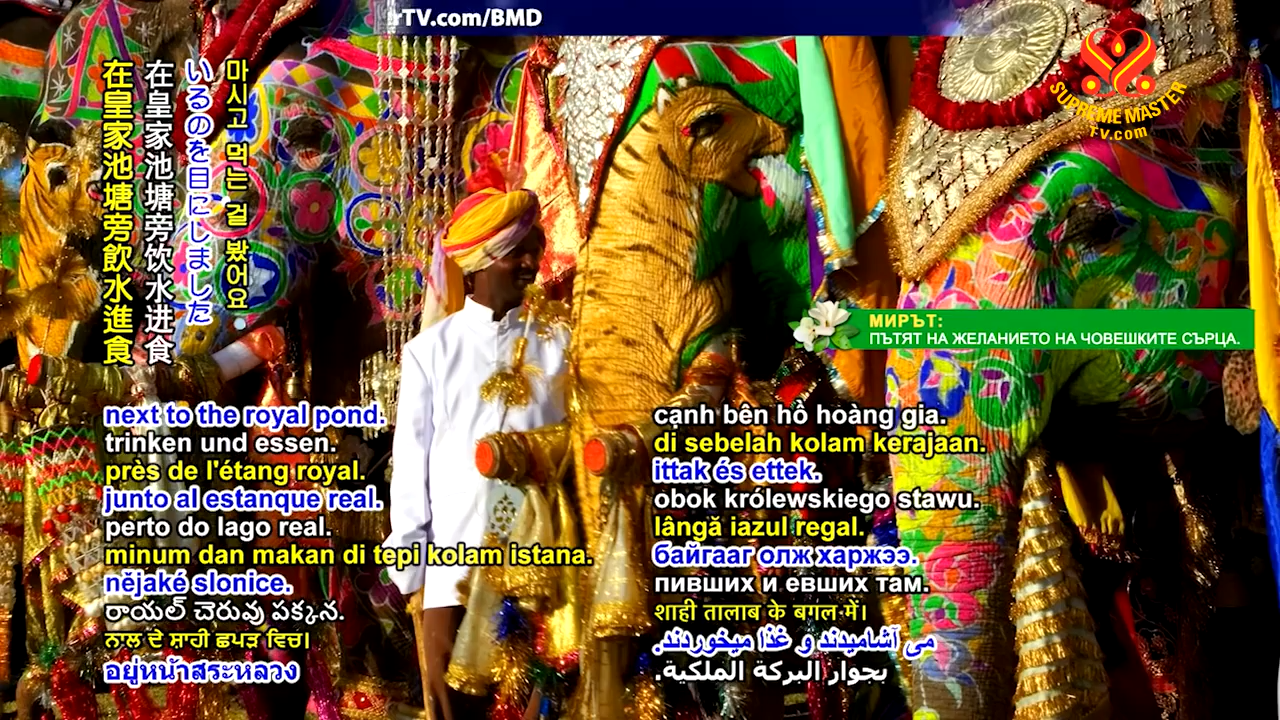 rTV.com/BMD
SUPREME MASTER
TV.com
마시고 먹는 걸 봤어요
いるのを目にしました
在皇家池塘旁饮水进食
在皇家池塘旁飲水進食
МИРЪТ:
ПЪТЯТ НА ЖЕЛАНИЕТО НА ЧОВЕШКИТЕ СЪРЦА.
next to the royal pond.
trinken und essen.
près de l'étang royal.
junto al estanque real.
perto do lago real.
minum dan makan di tepi kolam istana.
nějaké slonice.
రాయల్ చెరువు పక్కన.
ਨਾਲ ਦੇ ਸ਼ਾਹੀ ਛਪੜ ਵਿਚ।
อยู่หน้าสระหลวง
cạnh bên hồ hoàng gia.
di sebelah kolam kerajaan.
ittak és ettek.
obok królewskiego stawu.
lângă iazul regal.
байгааг олж харжээ.
пивших и евших там.
शाही तालाब के बगल में।
می آشامیدند و غذا میخوردند.
بجوار البركة الملكية.